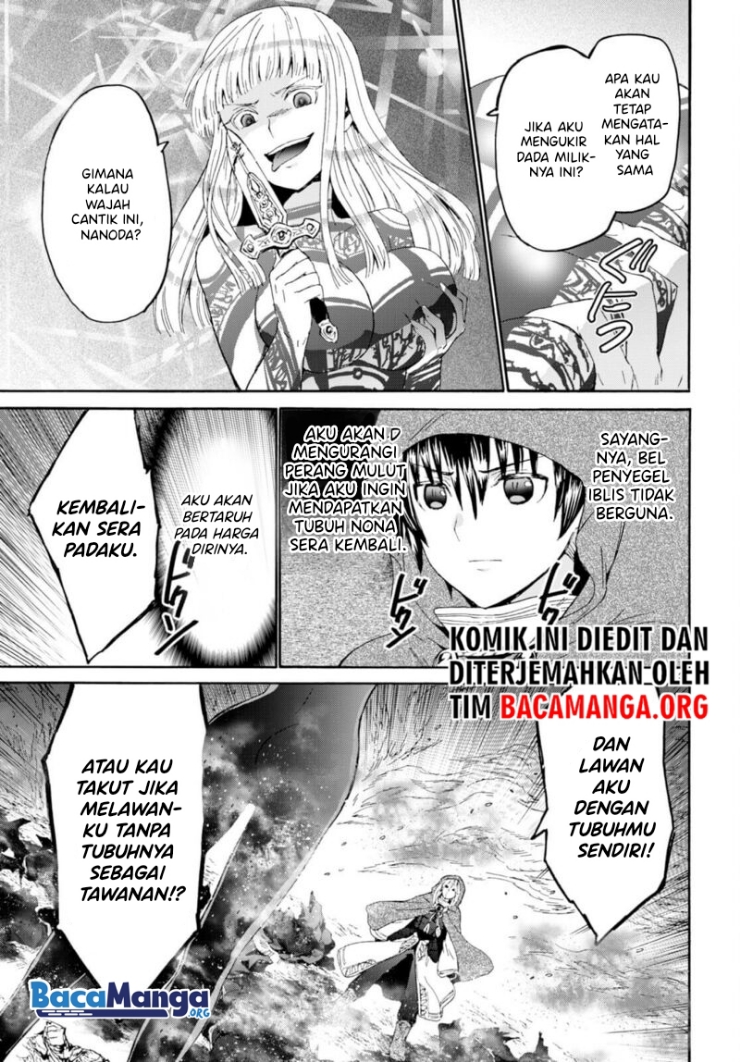 APA KAU
AKAN
TETAP
MENGATA-
KAN HAL
YANG
SAMA
JIKA AKU
MENGUKIR
DADA MILIK-
NYA INI?
GIMANA
KALAU
WAJAH
CANTIK INI,
NANODA?
SAYANG-
NYA, BEL
PENYEGEL
IBLIS TIDAK
BERGUNA.
AKU AKAN D
MENGURANGI
PERANG MULUT
JIKA AKU INGIN
MENDAPATKAN
TUBUH NONA
SERA KEMBALI.
AKU AKAN
BERTARUH
PADA HARGA
DIRINYA.
KEMBALI-
KAN SERA
PADAKU.
KOMIK INI DIEDIT DAN
DITERJEMAHKAN OLEH
TIM BACAMANGA.ORG
DAN
LAWAN
AKU
DENGAN
TUBUHMU
SENDIRI!
ATAU KAU
TAKUT JIKA
MELAWAN-
KU TANPA
TUBUHNYA
SEBAGAI
TAWANAN!?
BACAMANGA
.ORG